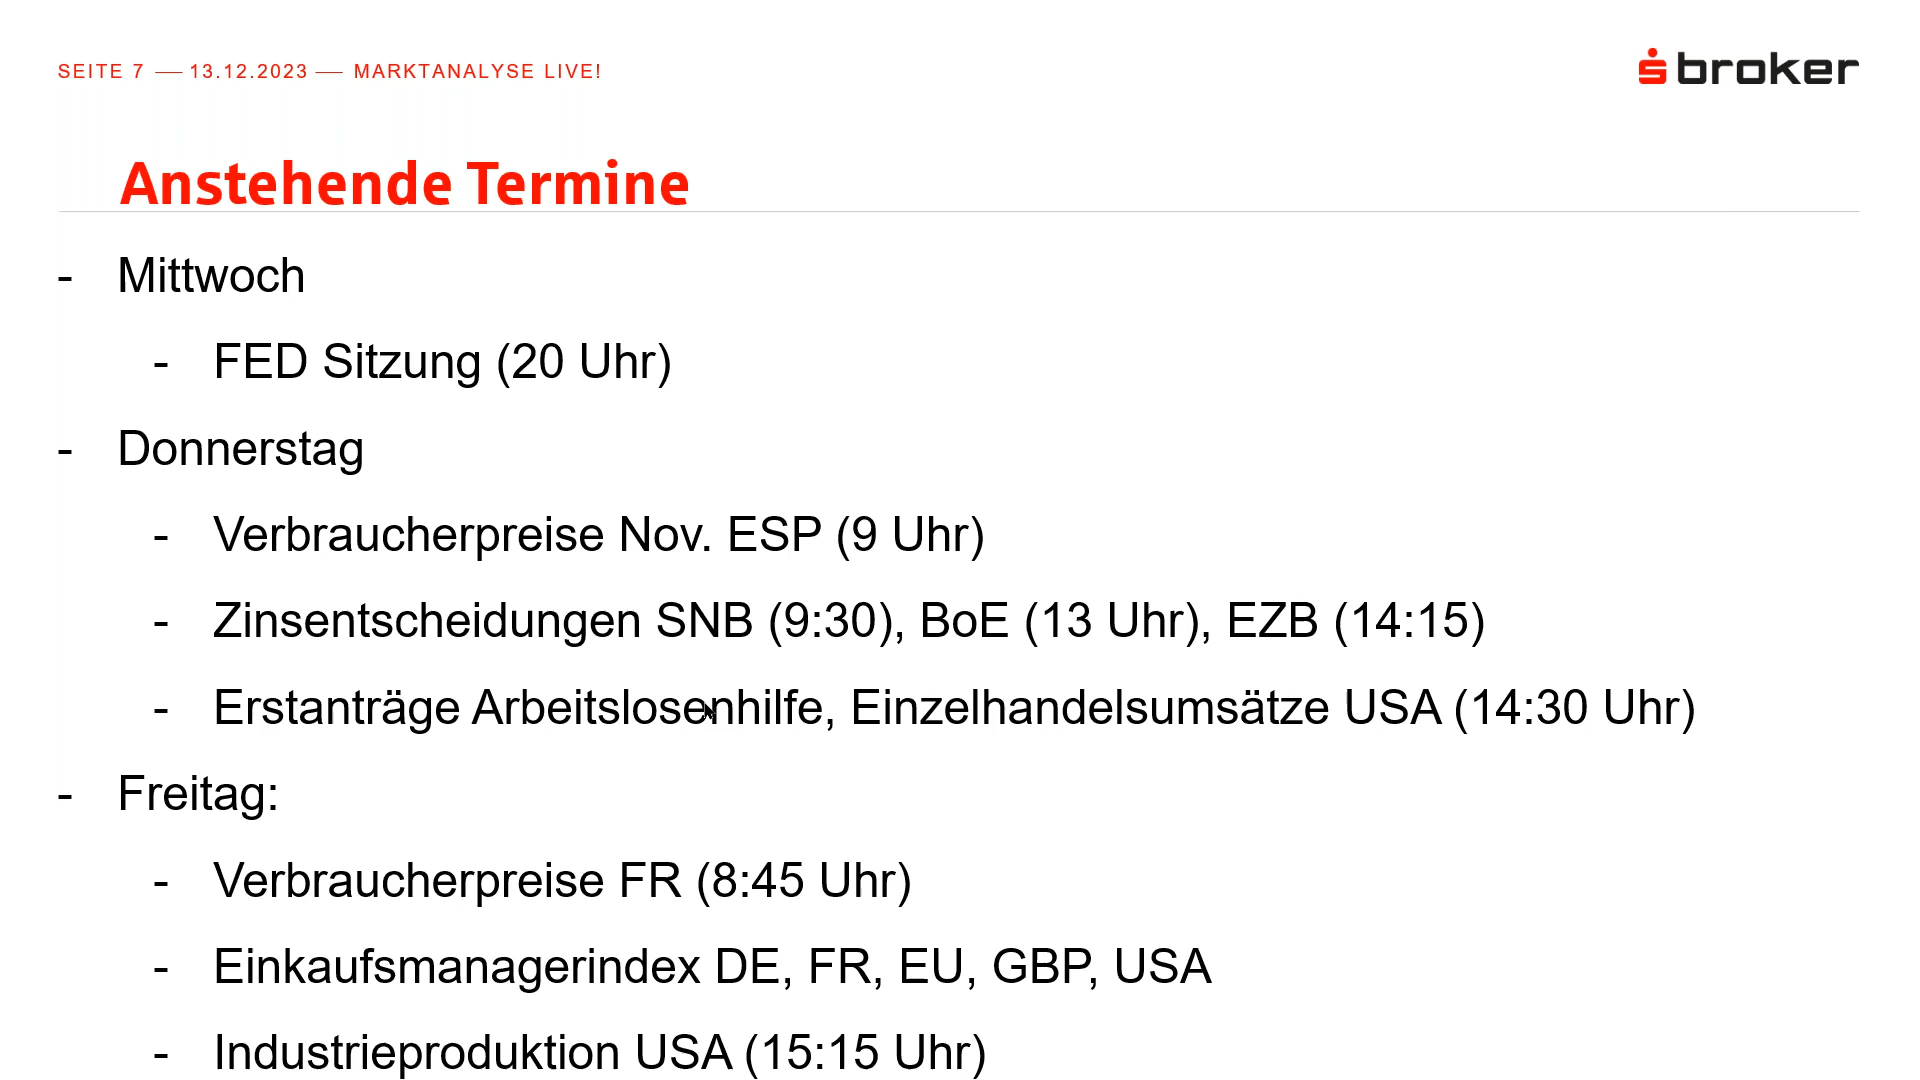 SEITE 7 — 13.12.2023 — MARKTANALYSE LIVE!
broker
Anstehende Termine
- Mittwoch
- FED Sitzung (20 Uhr)
- Donnerstag
- Verbraucherpreise Nov. ESP (9 Uhr)
- Zinsentscheidungen SNB (9:30), BoE (13 Uhr), EZB (14:15)
- Erstanträge Arbeitslosenhilfe, Einzelhandelsumsätze USA (14:30 Uhr)
- Freitag:
- Verbraucherpreise FR (8:45 Uhr)
- Einkaufsmanagerindex DE, FR, EU, GBP, USA
- Industrieproduktion USA (15:15 Uhr)